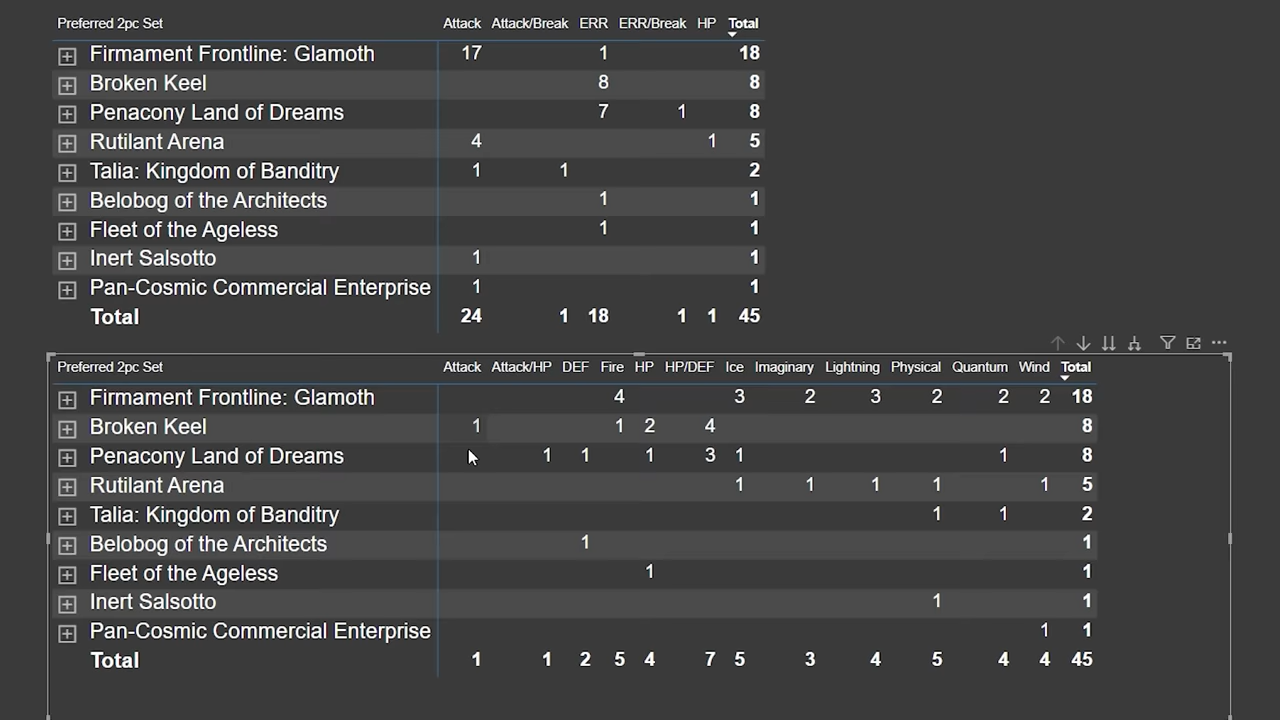 Preferred 2pc Set Attack Attack/Break ERR ERR/Break HP Total
Firmament Frontline: Glamoth 17 1 18
Broken Keel 8 8
Penacony Land of Dreams 7 1 8
Rutilant Arena 4 1 5
Talia: Kingdom of Banditry 1 1 2
Belobog of the Architects 1 1
Fleet of the Ageless 1 1
Inert Salsotto 1 1
Pan-Cosmic Commercial Enterprise 1 1
Total 24 1 18 1 1 45
Preferred 2pc Set Attack Attack/HP DEF Fire HP HP/DEF Ice Imaginary Lightning Physical Quantum Wind Total
Firmament Frontline: Glamoth 4 3 2 3 2 2 2 18
Broken Keel 1 1 2 4 8
Penacony Land of Dreams 1 1 1 3 1 1 8
Rutilant Arena 1 1 1 1 1 5
Talia: Kingdom of Banditry 1 1 2
Belobog of the Architects 1 1
Fleet of the Ageless 1 1
Inert Salsotto 1 1
Pan-Cosmic Commercial Enterprise 1 1
Total 1 1 2 5 4 7 5 3 4 5 4 4 45